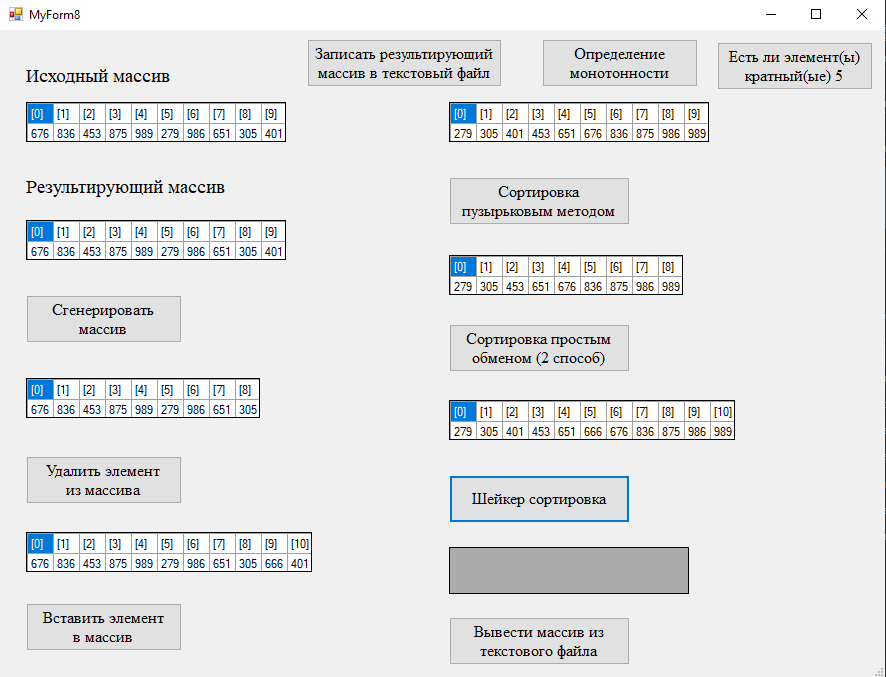 MyForm8
Записать результирующий
массив в текстовый файл
Определение
монотонности
Есть ли элемент(ы)
кратный(ые) 5
Исходный массив
[0] [1] [2] [3] [4] [5] [6] [7] [8] [9]
676 836 453 875 989 279 986 651 305 401
Результирующий массив
[0] [1] [2] [3] [4] [5] [6] [7] [8] [9]
676 836 453 875 989 279 986 651 305 401
Сгенерировать
массив
[0] [1] [2] [3] [4] [5] [6] [7] [8]
676 836 453 875 989 279 986 651 305
Удалить элемент
из массива
[0] [1] [2] [3] [4] [5] [6] [7] [8] [9] [10]
676 836 453 875 989 279 986 651 305 666 401
Вставить элемент
в массив
[0] [1] [2] [3] [4] [5] [6] [7] [8] [9]
279 305 401 453 651 676 836 875 986 989
Сортировка
пузырьковым методом
[0] [1] [2] [3] [4] [5] [6] [7] [8]
279 305 453 651 676 836 875 986 989
Сортировка простым
обменом (2 способ)
[0] [1] [2] [3] [4] [5] [6] [7] [8] [9] [10]
279 305 401 453 651 666 676 836 875 986 989
Шейкер сортировка
Вывести массив из
текстового файла